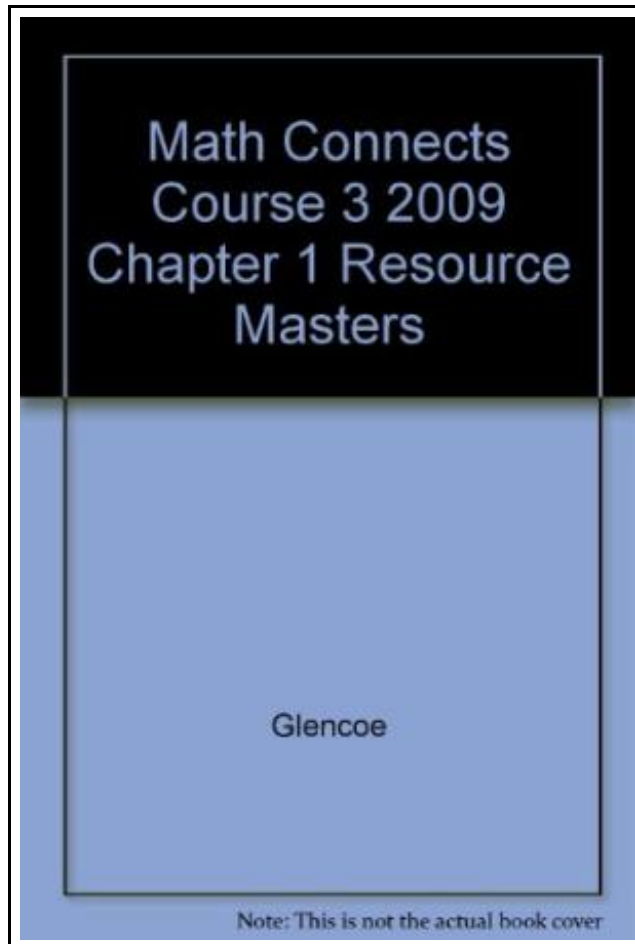 Math Connects
Course 3 2009
Chapter 1 Resource
Masters
Glencoe
Note: This is not the actual book cover